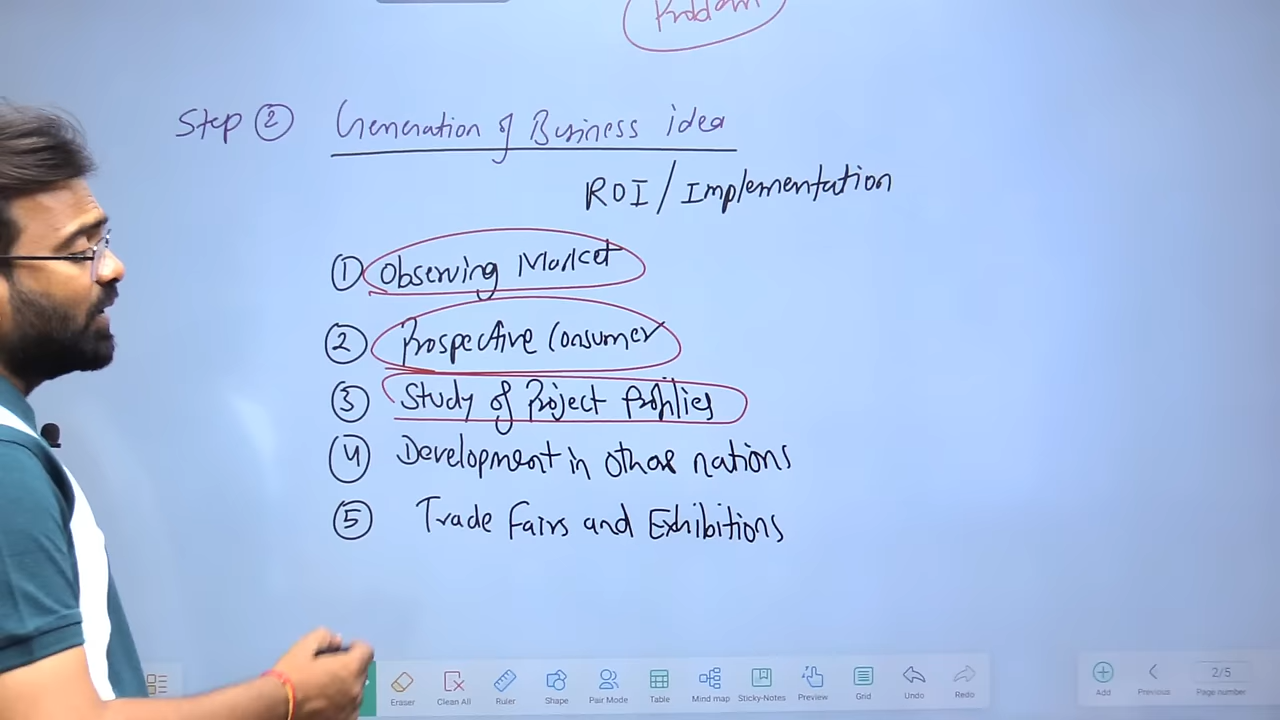 Problem
Step ② Generation of Business idea
ROI / Implementation
① Observing Market
② Prospective Consumer
③ Study of Project Profilies
④ Development in other nations
⑤ Trade Fairs and Exhibitions
Eraser Clean All Ruler Shape Pair Mode Table Mind map Sticky-Notes Preview Grid Undo Redo Add Previous 2/5 Page number